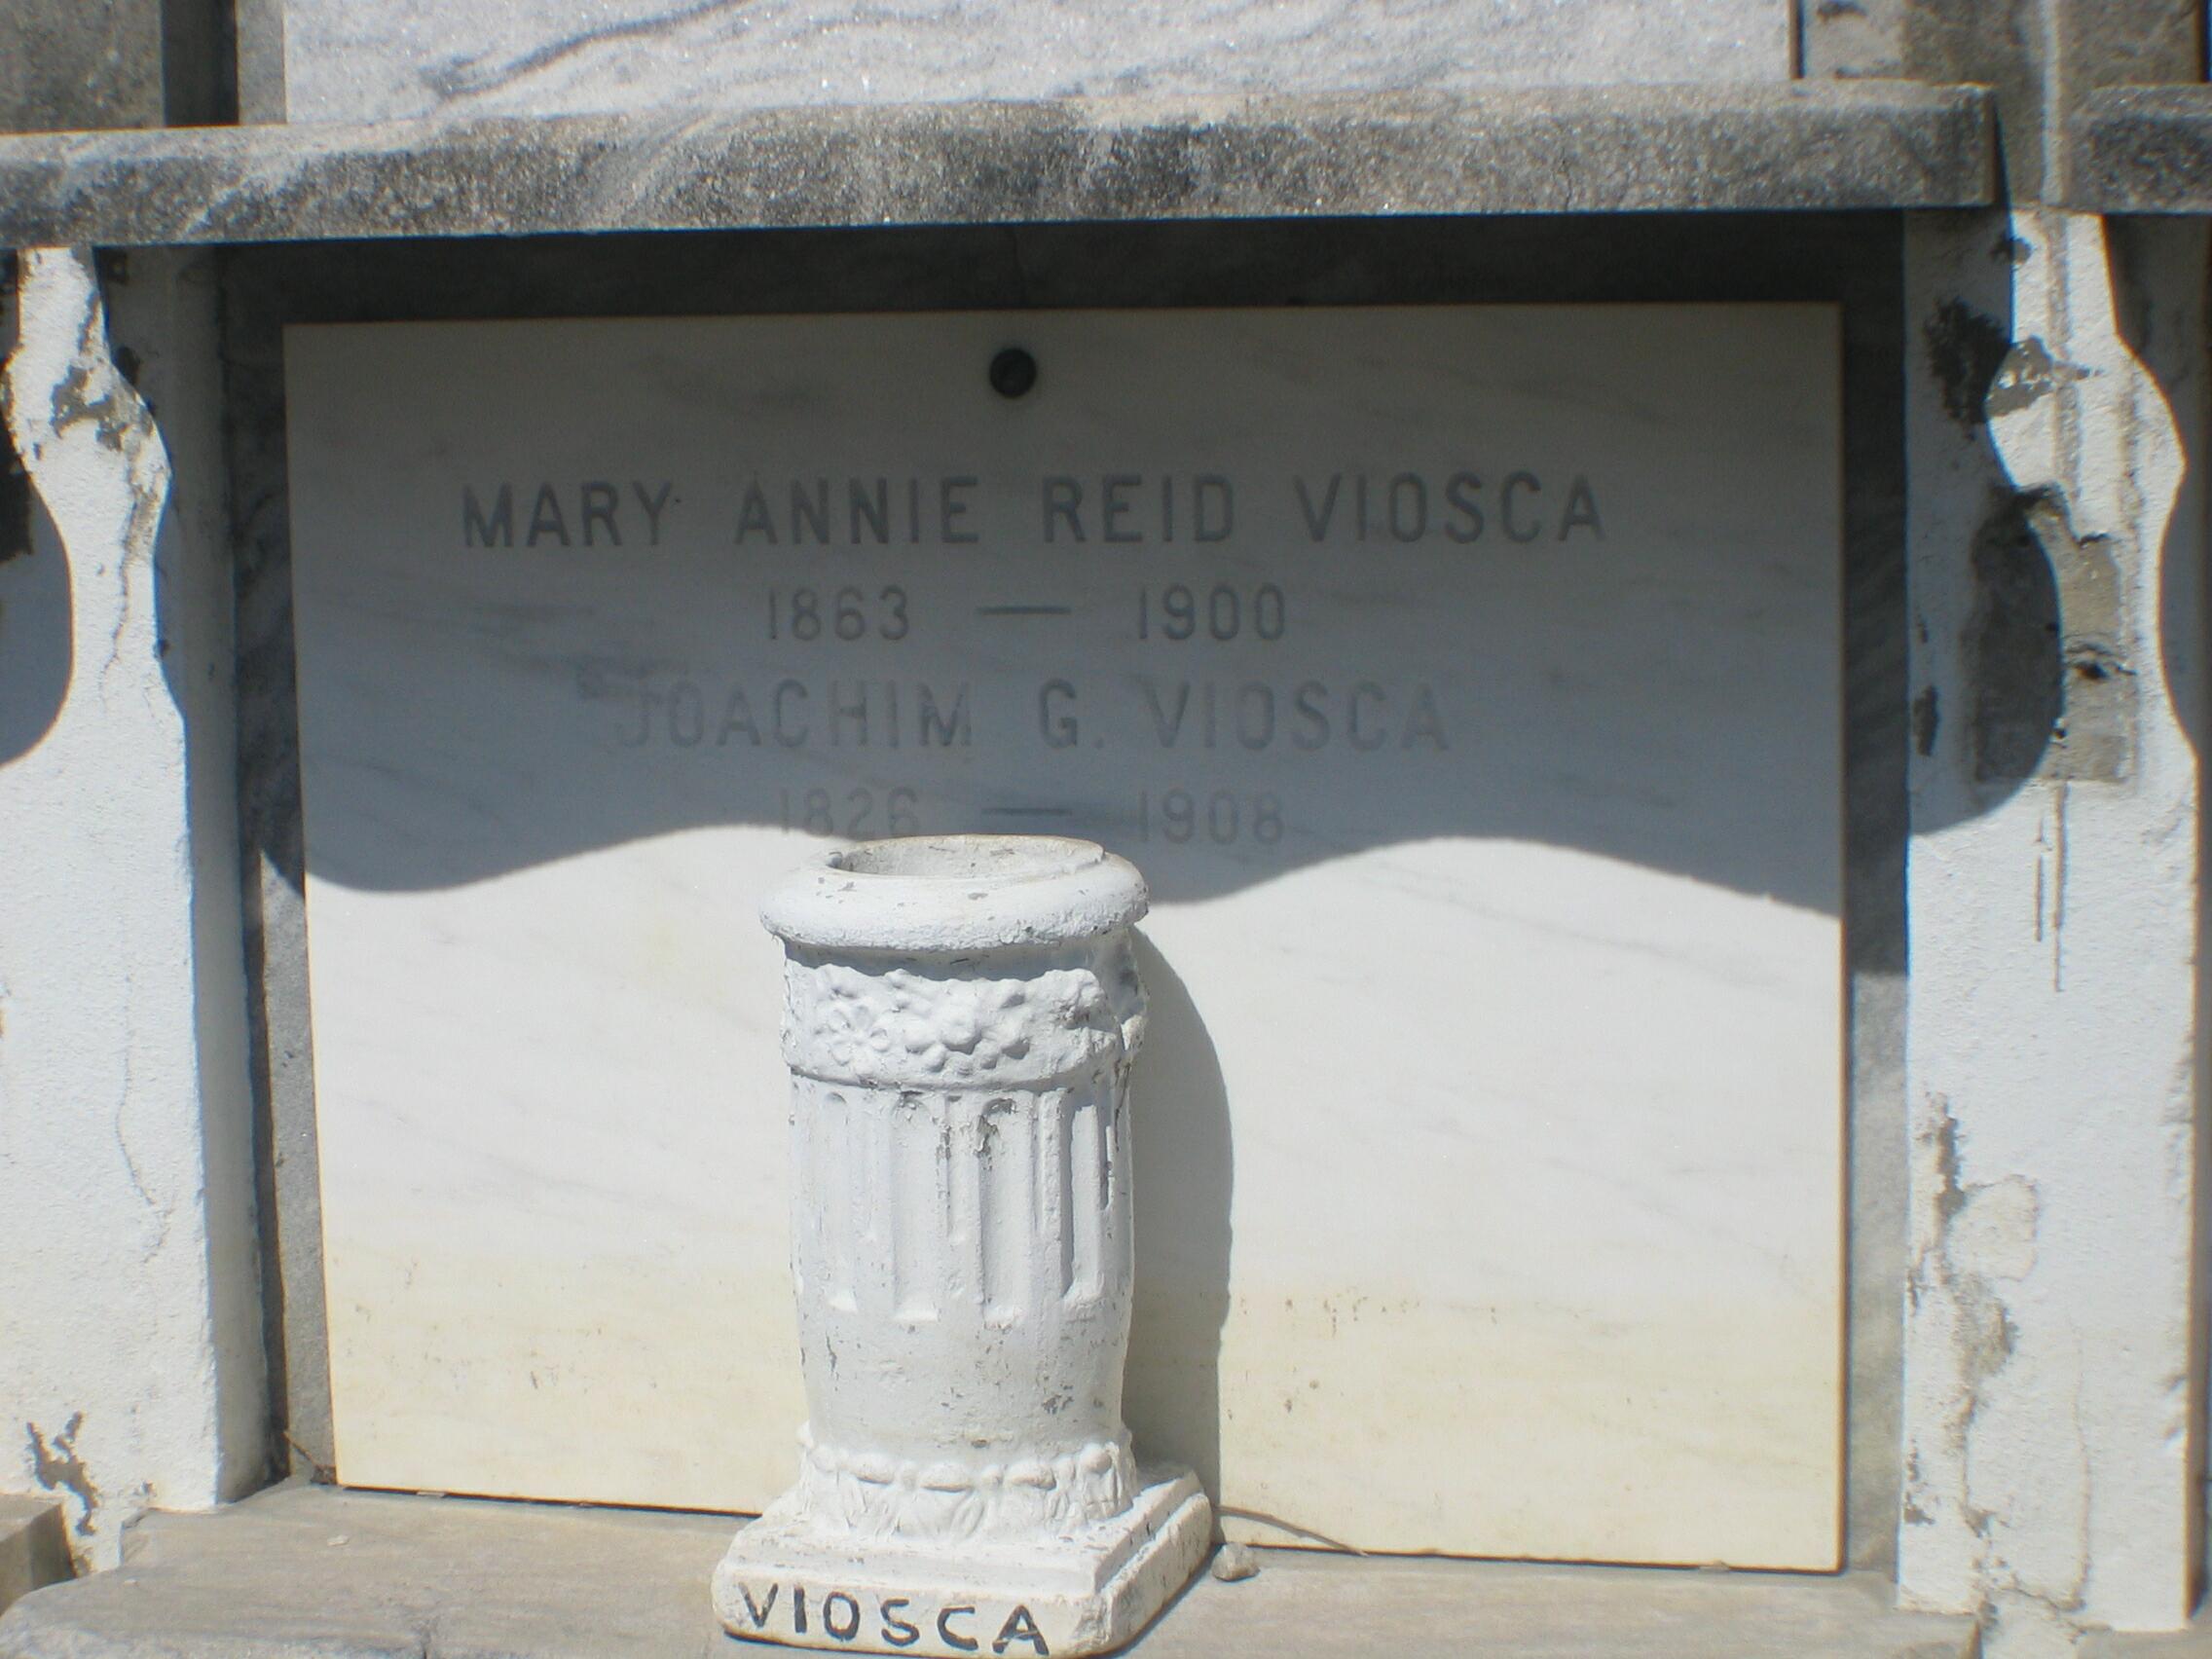 MARY ANNIE REID VIOSCA
1863 — 1900
JOACHIM G. VIOSCA
1826 — 1908
VIOSCA